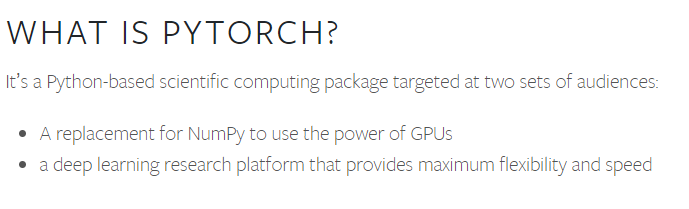 WHAT IS PYTORCH?
It’s a Python-based scientific computing package targeted at two sets of audiences:
• A replacement for NumPy to use the power of GPUs
• a deep learning research platform that provides maximum flexibility and speed